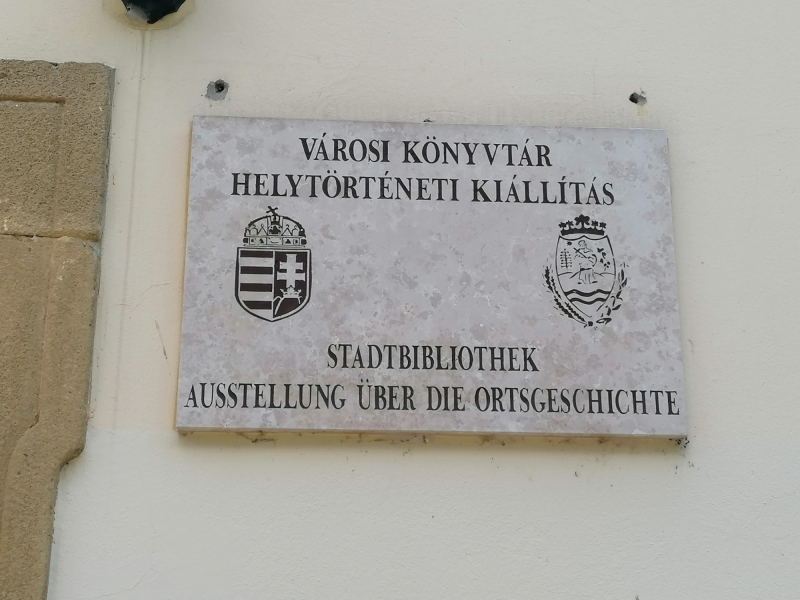 VÁROSI KÖNYVTÁR
HELYTÖRTÉNETI KIÁLLÍTÁS
STADTBIBLIOTHEK
AUSSTELLUNG ÜBER DIE ORTSGESCHICHTE